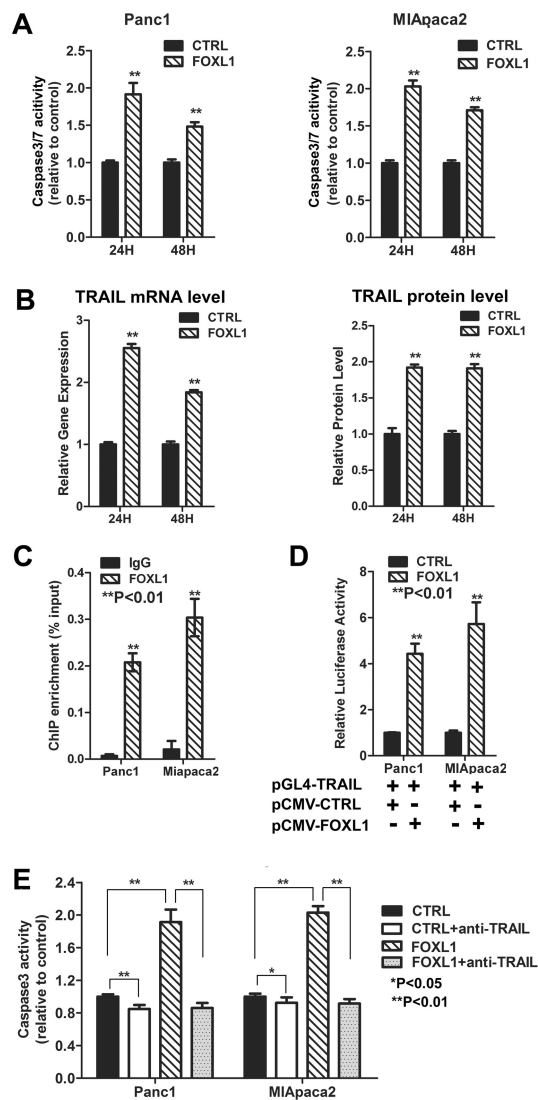 A
Panc1
CTRL
FOXL1
Caspase3/7 acitivity
(relative to control)
2.5
2.0
1.5
1.0
0.5
0.0
**
**
24H
48H
MIApaca2
CTRL
FOXL1
Caspase3/7 acitivity
(relative to control)
2.5
2.0
1.5
1.0
0.5
0.0
**
**
24H
48H
B
TRAIL mRNA level
CTRL
FOXL1
Relative Gene Expression
3
2
1
0
**
**
24H
48H
TRAIL protein level
CTRL
FOXL1
Relative Protein Level
2.5
2.0
1.5
1.0
0.5
0.0
**
**
24H
48H
C
IgG
FOXL1
**P<0.01
ChIP enrichment (% input)
0.4
0.3
0.2
0.1
0.0
**
**
Panc1
Miapaca2
D
CTRL
FOXL1
**P<0.01
Relative Luciferase Activity
8
6
4
2
0
**
**
Panc1
MIApaca2
pGL4-TRAIL + + + +
pCMV-CTRL + - + -
pCMV-FOXL1 - + - +
E
Caspase3 activity
(relative to control)
2.4
2.0
1.6
1.2
0.8
0.0
**
**
**
**
**
*
Panc1
MIApaca2
CTRL
CTRL+anti-TRAIL
FOXL1
FOXL1+anti-TRAIL
*P<0.05
**P<0.01